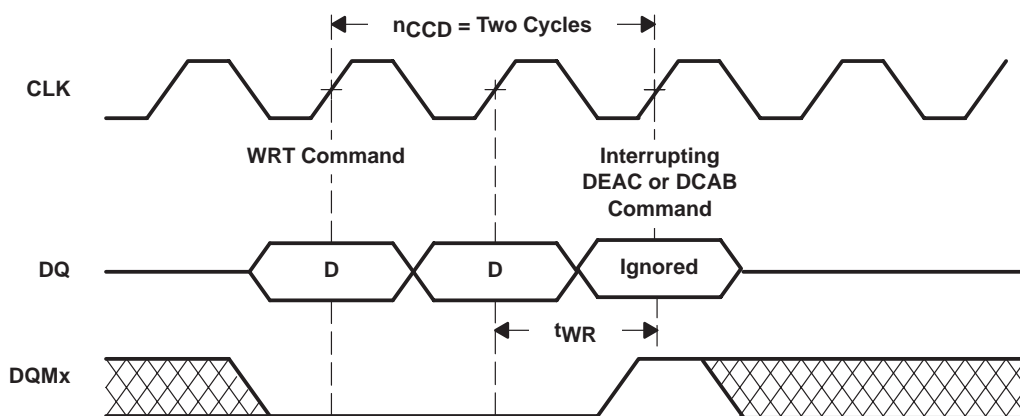 nCCD = Two Cycles
CLK
WRT Command
Interrupting
DEAC or DCAB
Command
DQ
D
D
Ignored
tWR
DQMx